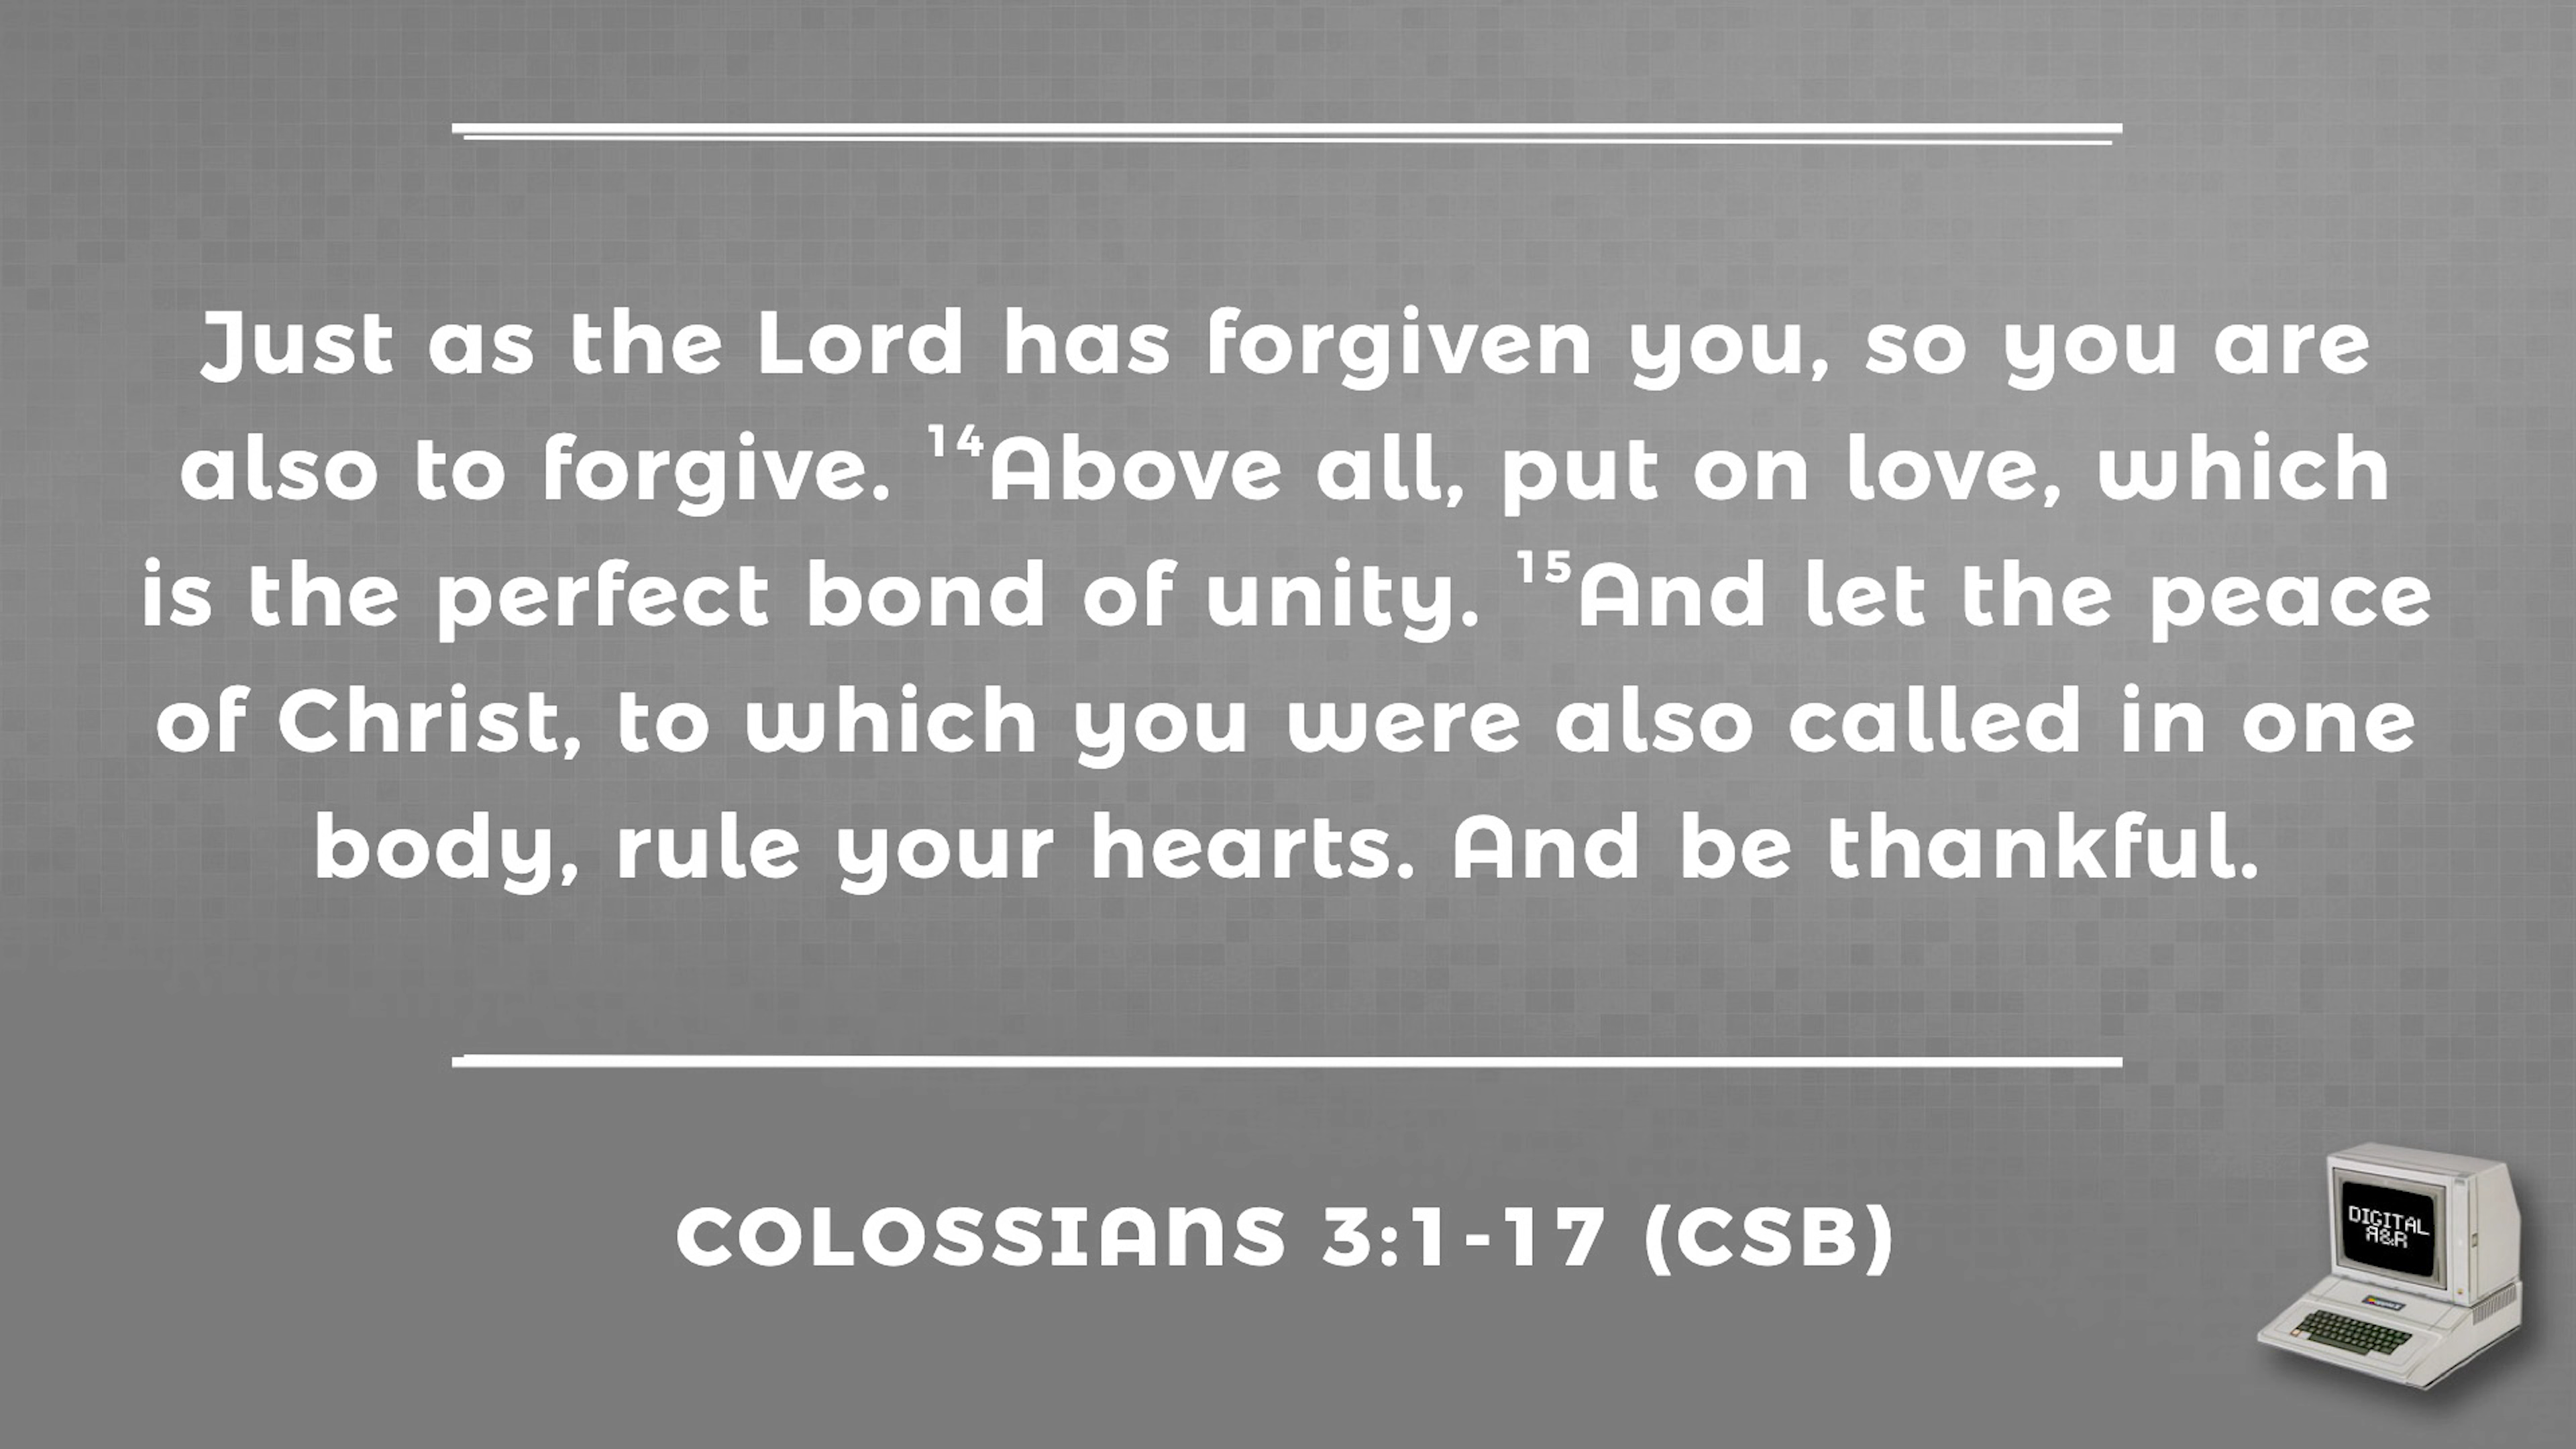 Just as the Lord has forgiven you, so you are
also to forgive. ¹⁴Above all, put on love, which
is the perfect bond of unity. ¹⁵And let the peace
of Christ, to which you were also called in one
body, rule your hearts. And be thankful.
COLOSSIANS 3:1-17 (CSB)
DIGITAL
A&R